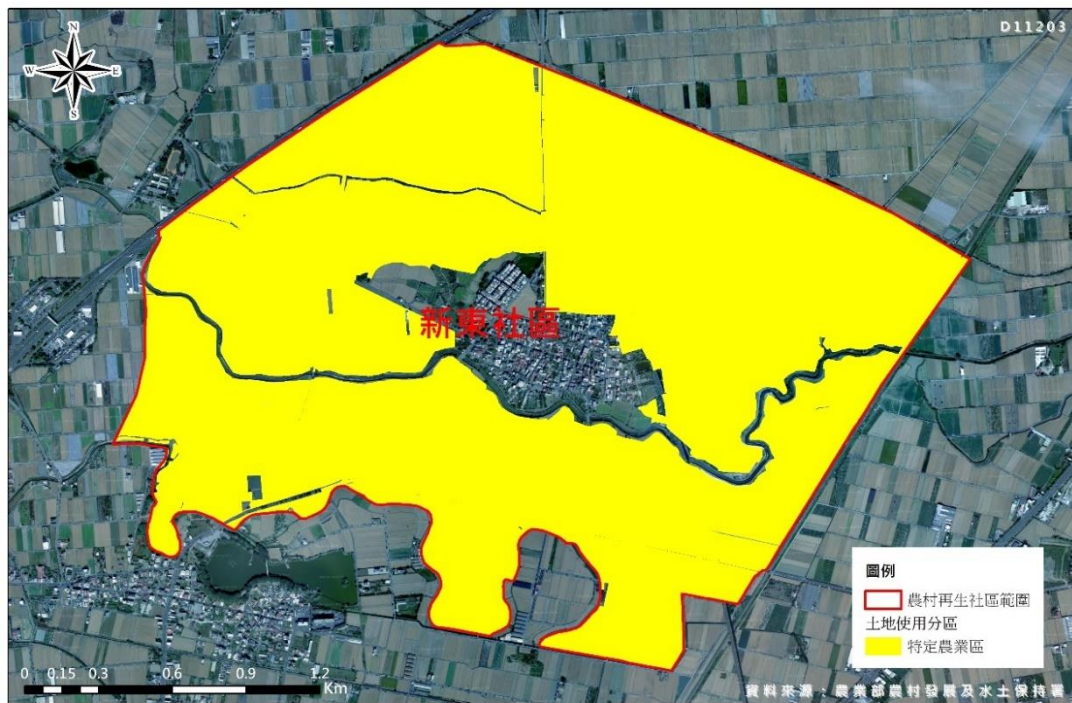 D11203
N
W
E
S
新東社區
圖例
農村再生社區範圍
土地使用分區
特定農業區
0 0.15 0.3 0.6 0.9 1.2
Km
資料來源：農業部農村發展及水土保持署